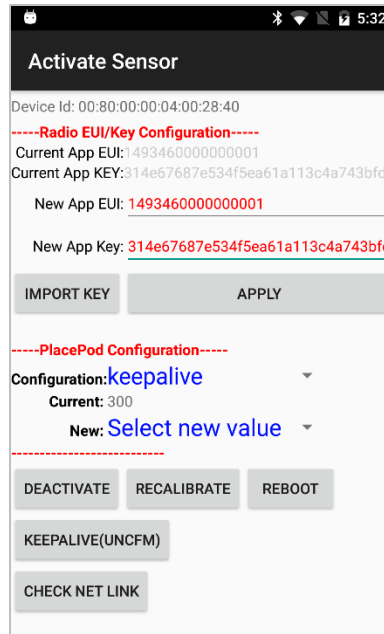 5:32
Activate Sensor
Device Id: 00:80:00:00:04:00:28:40
-----Radio EUI/Key Configuration-----
Current App EUI:1493460000000001
Current App KEY:314e67687e534f5ea61a113c4a743bfd
New App EUI: 1493460000000001
New App Key: 314e67687e534f5ea61a113c4a743bfd
IMPORT KEY APPLY
-----PlacePod Configuration-----
Configuration:keepalive
Current: 300
New: Select new value
---------------------------
DEACTIVATE RECALIBRATE REBOOT
KEEPALIVE(UNCFM)
CHECK NET LINK